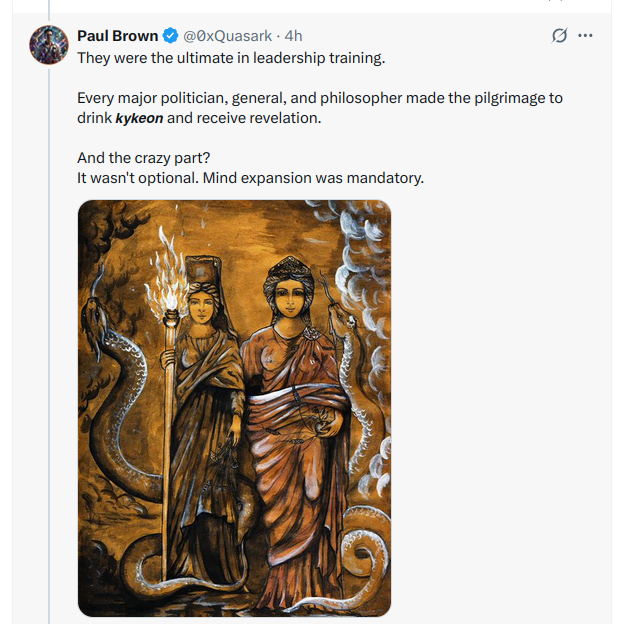 Paul Brown @0xQuasark · 4h
They were the ultimate in leadership training.
Every major politician, general, and philosopher made the pilgrimage to
drink kykeon and receive revelation.
And the crazy part?
It wasn't optional. Mind expansion was mandatory.